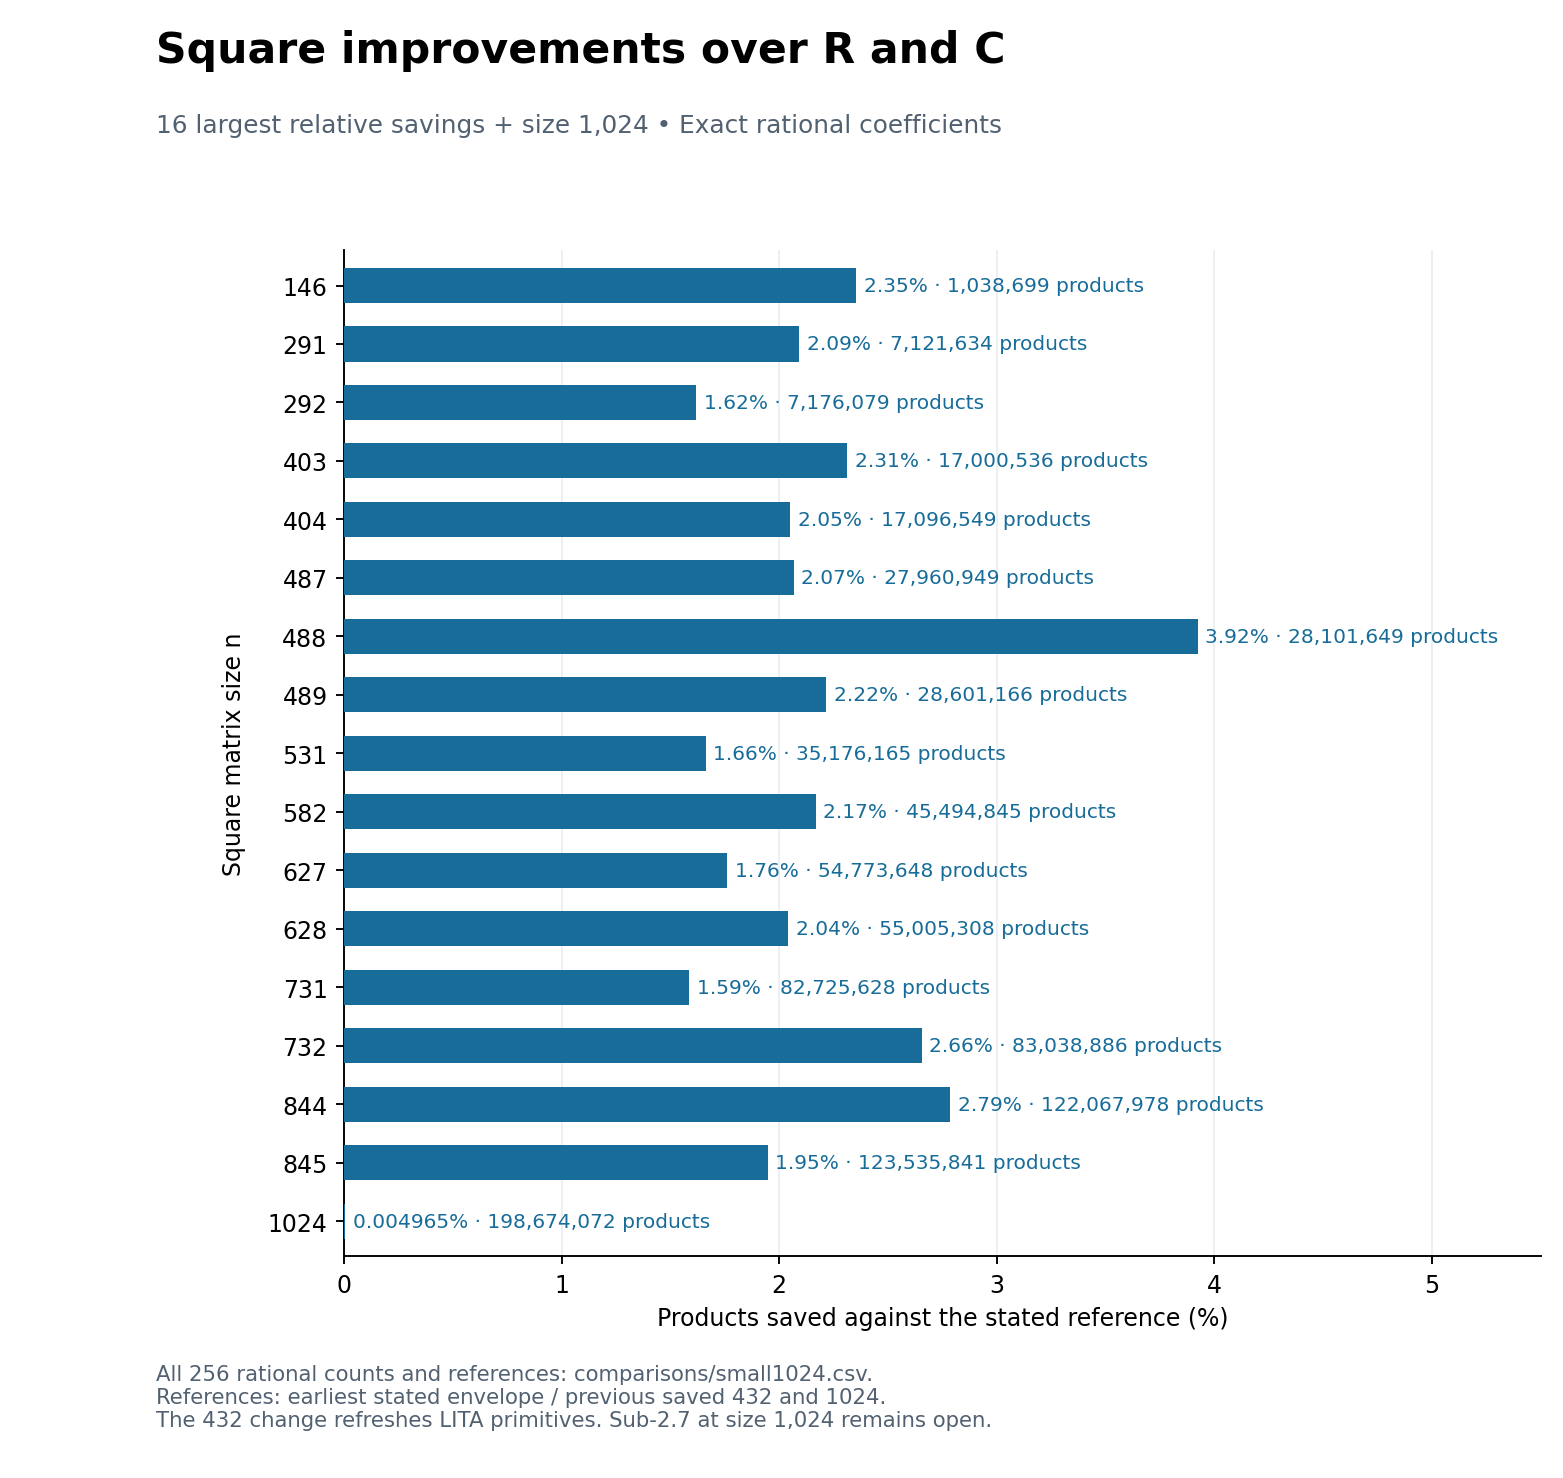 Square improvements over R and C
16 largest relative savings + size 1,024 • Exact rational coefficients
Square matrix size n
146 2.35% · 1,038,699 products
291 2.09% · 7,121,634 products
292 1.62% · 7,176,079 products
403 2.31% · 17,000,536 products
404 2.05% · 17,096,549 products
487 2.07% · 27,960,949 products
488 3.92% · 28,101,649 products
489 2.22% · 28,601,166 products
531 1.66% · 35,176,165 products
582 2.17% · 45,494,845 products
627 1.76% · 54,773,648 products
628 2.04% · 55,005,308 products
731 1.59% · 82,725,628 products
732 2.66% · 83,038,886 products
844 2.79% · 122,067,978 products
845 1.95% · 123,535,841 products
1024 0.004965% · 198,674,072 products
0 1 2 3 4 5
Products saved against the stated reference (%)
All 256 rational counts and references: comparisons/small1024.csv.
References: earliest stated envelope / previous saved 432 and 1024.
The 432 change refreshes LITA primitives. Sub-2.7 at size 1,024 remains open.